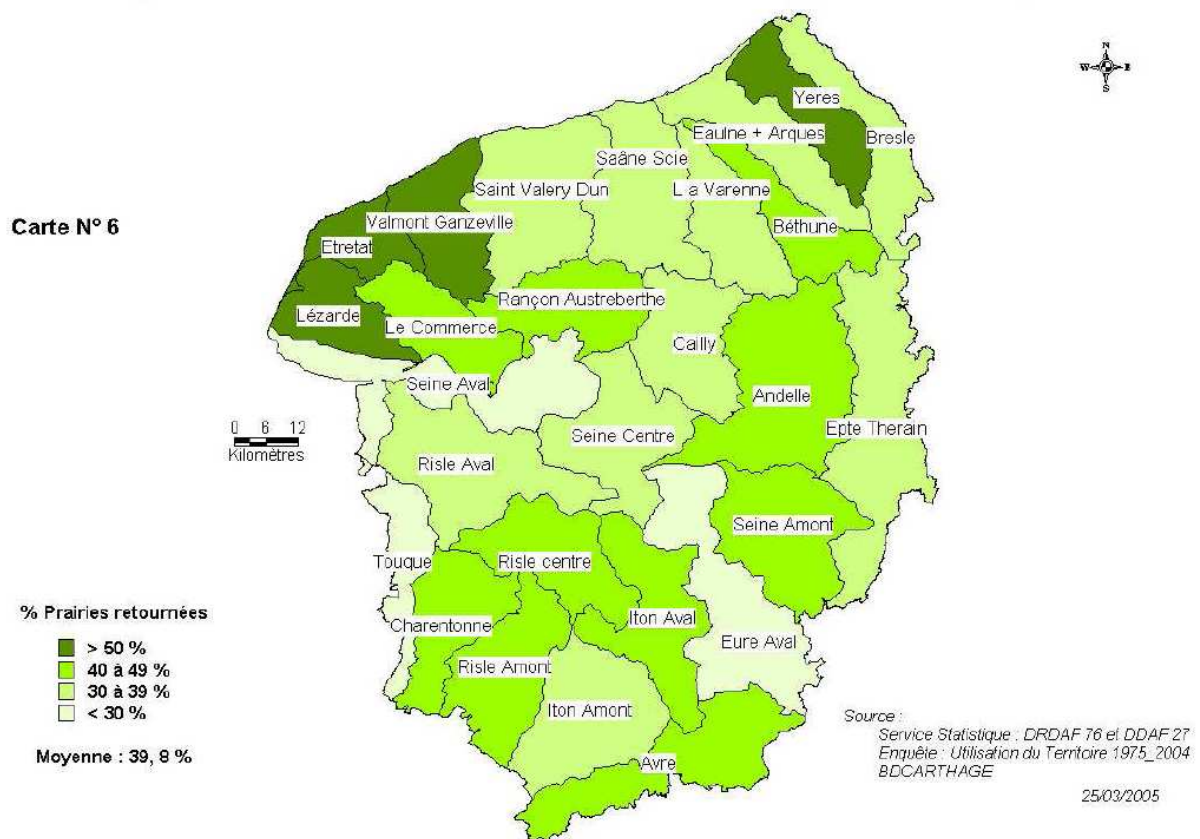 N
W E
S
Yeres
Eaulne + Arques
Bresle
Saâne Scie
Saint Valery Dun
La Varenne
Carte N° 6
Valmont Ganzeville
Béthune
Etretat
Rançon Austreberthe
Lézarde
Le Commerce
Cailly
Seine Aval
Andelle
0 6 12
Kilomètres
Seine Centre
Epte Therain
Risle Aval
Seine Amont
Touque
Risle centre
% Prairies retournées
> 50 %
40 à 49 %
30 à 39 %
< 30 %
Moyenne : 39, 8 %
Charentonne
Iton Aval
Eure Aval
Risle Amont
Iton Amont
Avre
Source :
Service Statistique : DRDAF 76 et DDAF 27
Enquête : Utilisation du Territoire 1975_2004
BDCARTHAGE
25/03/2005